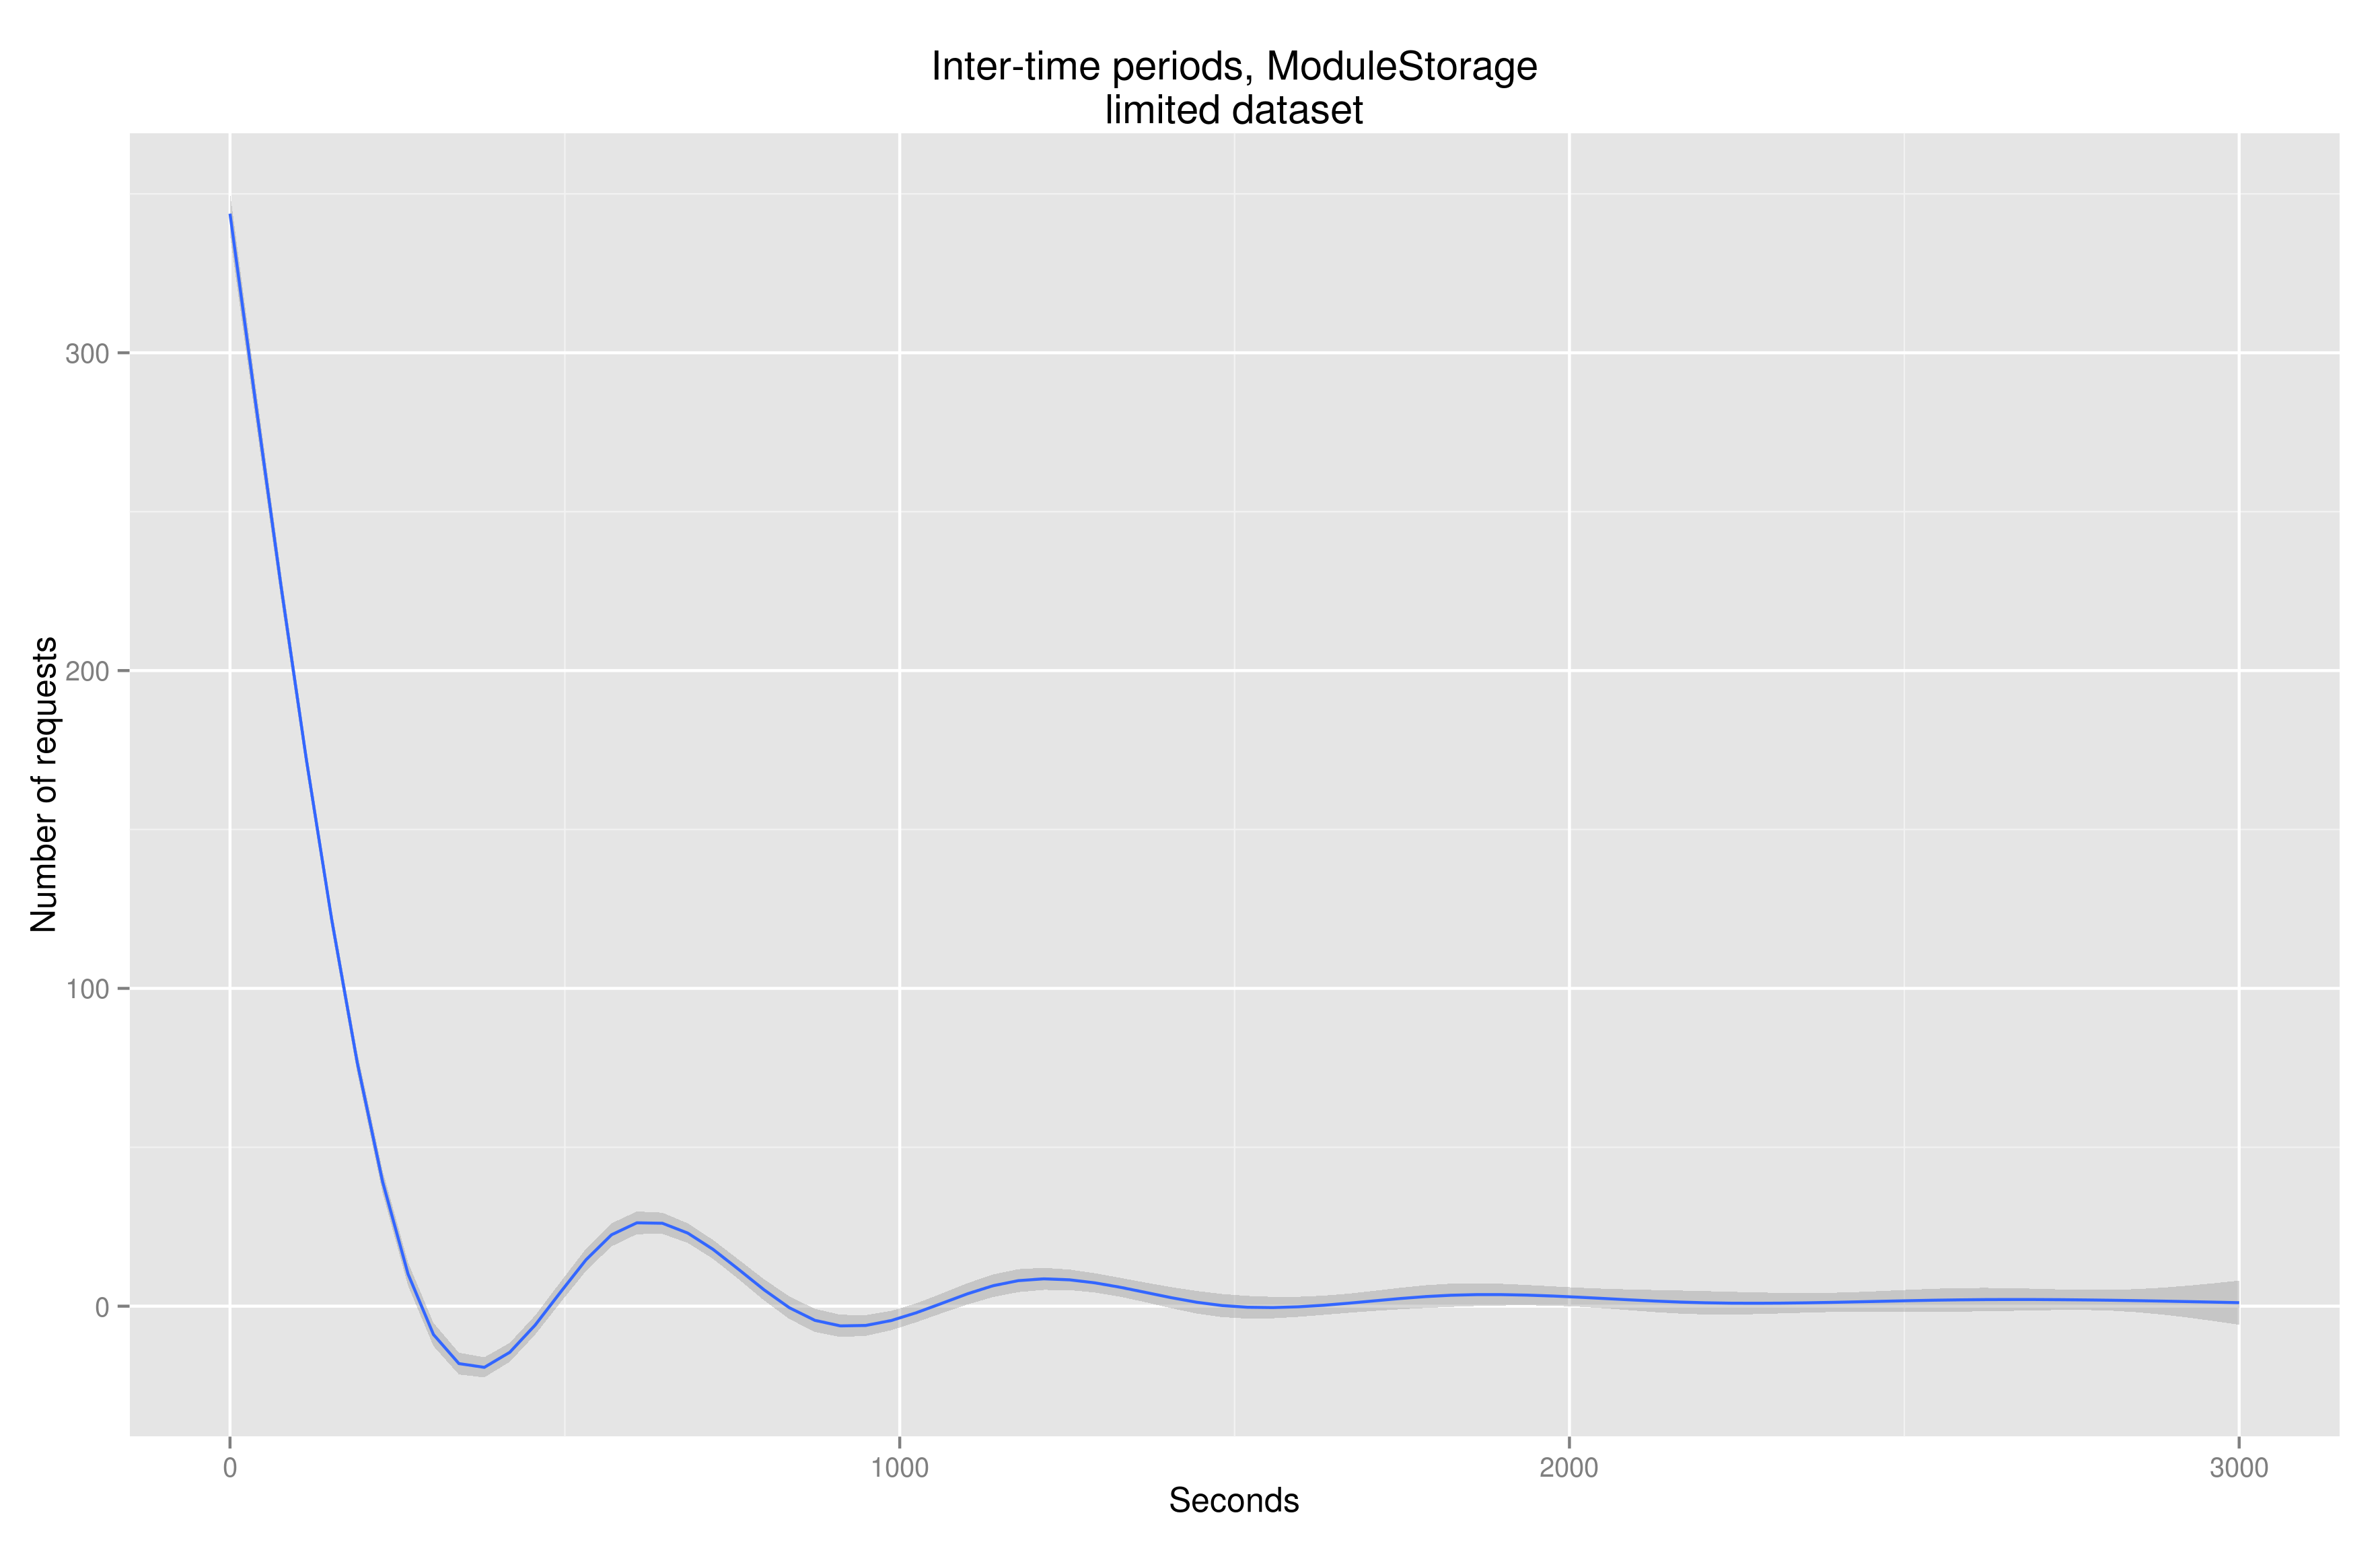 Inter-time periods, ModuleStorage
limited dataset
Number of requests
300
200
100
0
0
1000
2000
3000
Seconds